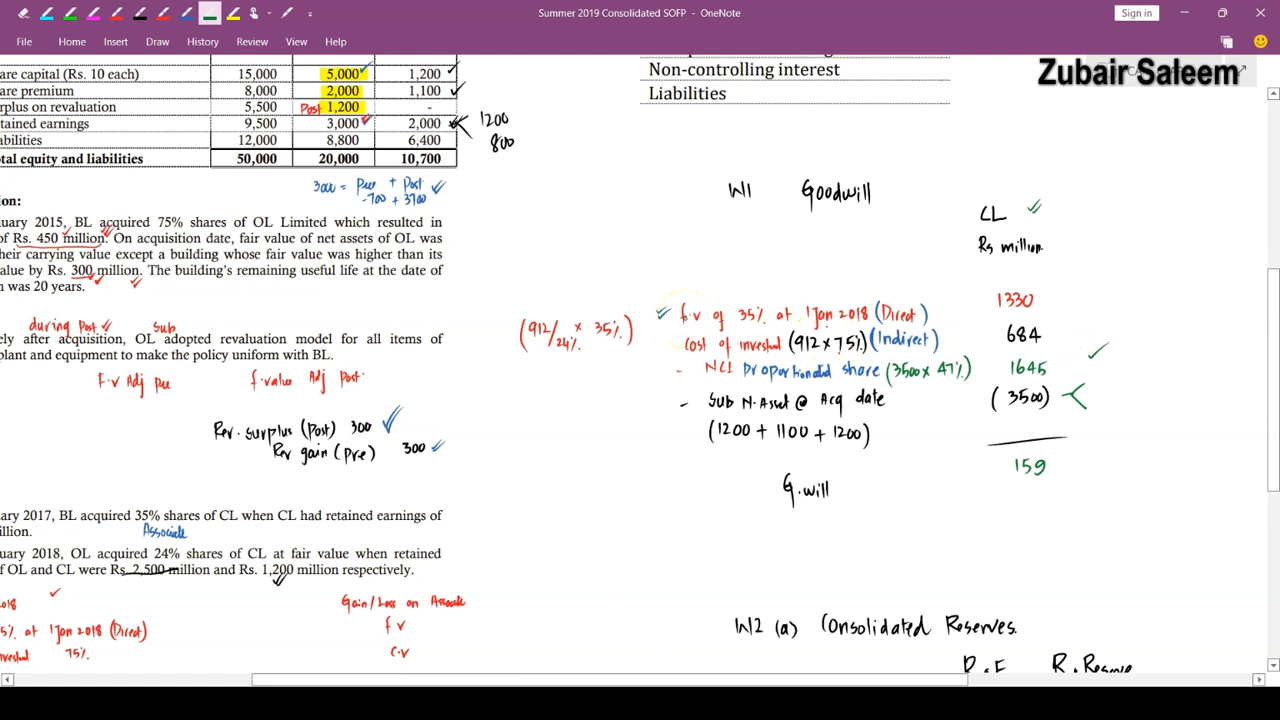 Summer 2019 Consolidated SOFP - OneNote
Sign in
File Home Insert Draw History View Help
Zubair Saleem
are capital (Rs. 10 each) 15,000 5,000 1,200
are premium 8,000 2,000 1,100
rplus on revaluation 5,500 Post 1,200 -
tained earnings 9,500 3,000 2,000 1200
800
abilities 12,000 8,800 6,400
otal equity and liabilities 50,000 20,000 10,700
3000 = Pre + Post
-700 + 3700
ion:
nuary 2015, BL acquired 75% shares of OL Limited which resulted in
of Rs. 450 million. On acquisition date, fair value of net assets of OL was
heir carrying value except a building whose fair value was higher than its
value by Rs. 300 million. The building's remaining useful life at the date of
n was 20 years.
during Post Sub
ely after acquisition, OL adopted revaluation model for all items of
plant and equipment to make the policy uniform with BL.
F.v Adj pre f.value Adj Post
Rev. surplus (post) 300
Rev gain (pre) 300
uary 2017, BL acquired 35% shares of CL when CL had retained earnings of
illion.
Associate
uary 2018, OL acquired 24% shares of CL at fair value when retained
of OL and CL were Rs. 2,500 million and Rs. 1,200 million respectively.
018
Gain/Loss on Associate
5% at 1 Jan 2018 (Direct) f v
investment 75% c.v
Non-controlling interest
Liabilities
W1 Goodwill
CL
Rs million
(912/24% × 35%) f.v of 35% at 1 Jan 2018 (Direct) 1330
Cost of investmet (912 × 75%) (Indirect) 684
- NCI Proportionated share (3500 × 47%) 1645
- Sub N.Asset @ Acq date (3500)
(1200 + 1100 + 1200)
159
G.will
W2 (a) Consolidated Reserves.
R.E R. Reserve